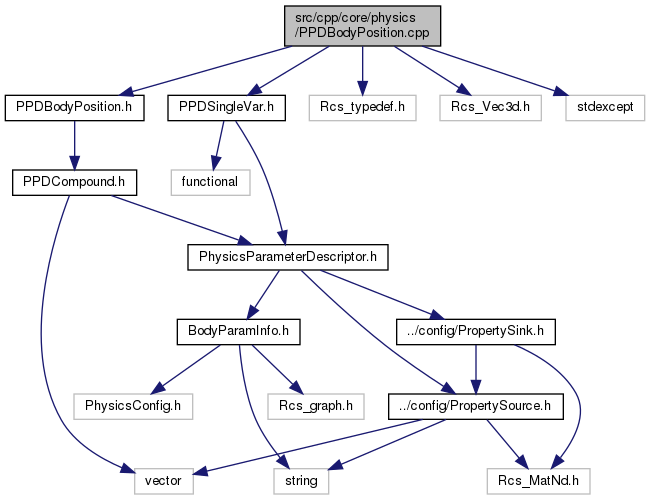 src/cpp/core/physics
/PPDBodyPosition.cpp
PPDBodyPosition.h
PPDSingleVar.h
Rcs_typedef.h
Rcs_Vec3d.h
stdexcept
PPDCompound.h
functional
PhysicsParameterDescriptor.h
BodyParamInfo.h
../config/PropertySink.h
PhysicsConfig.h
Rcs_graph.h
../config/PropertySource.h
vector
string
Rcs_MatNd.h